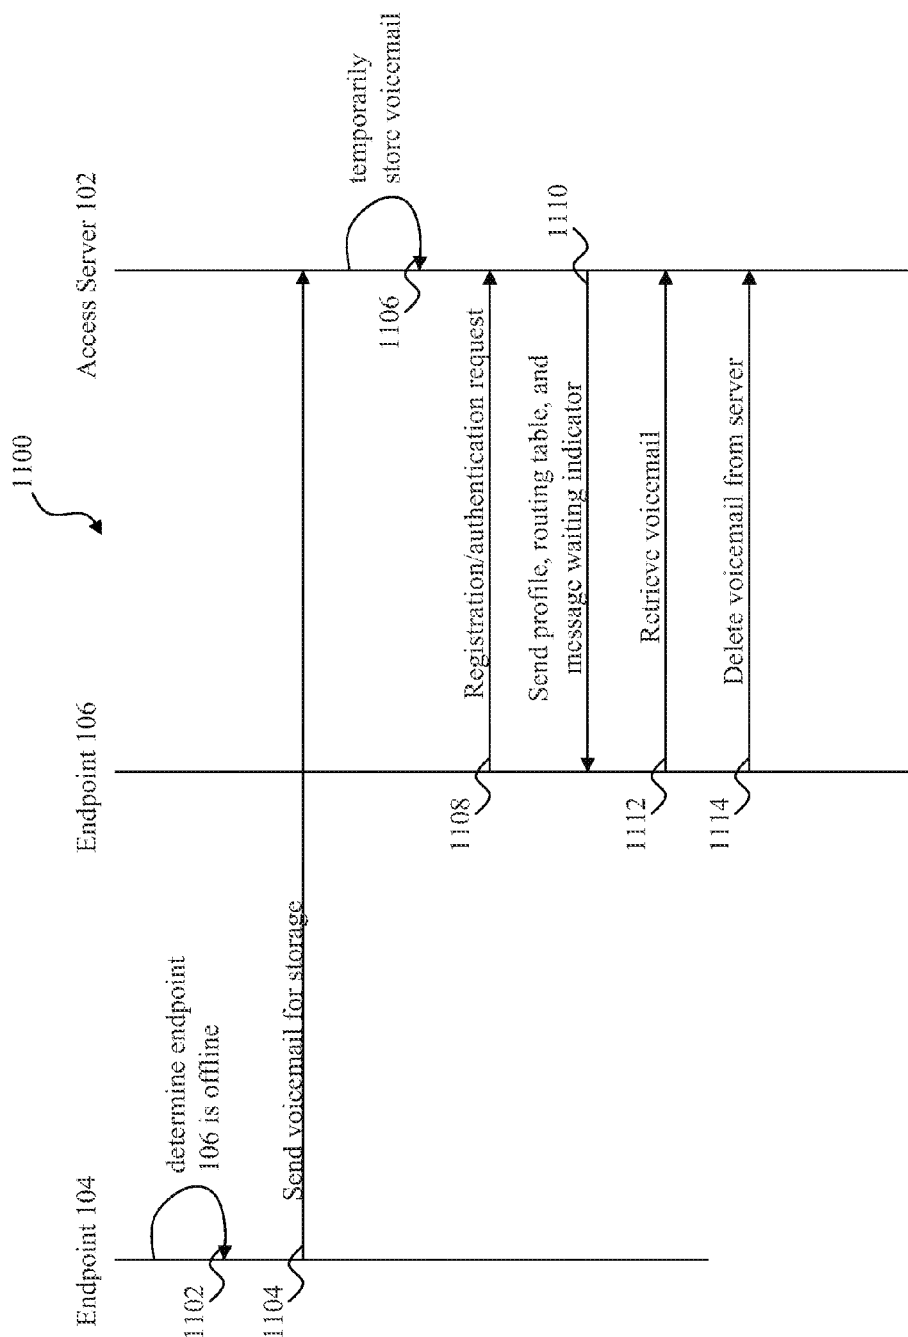 1100
Endpoint 104
Endpoint 106
Access Server 102
determine endpoint
106 is offline
1102
Send voicemail for storage
1104
temporarily
store voicemail
1106
Registration/authentication request
1108
Send profile, routing table, and
message waiting indicator
1110
Retrieve voicemail
1112
Delete voicemail from server
1114